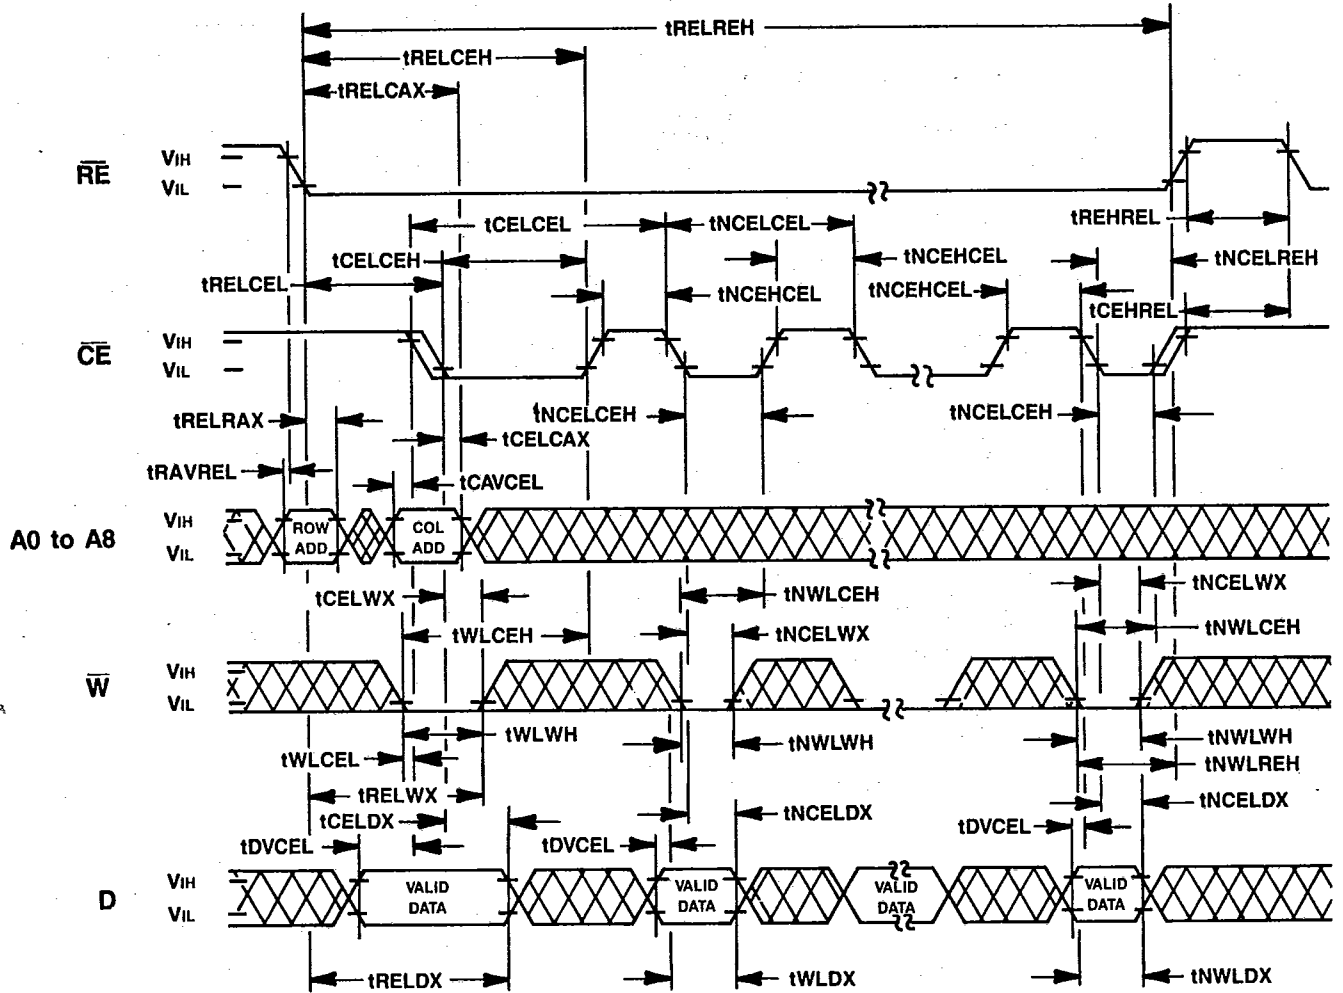 tRELREH
tRELCEH
tRELCAX
RE
VIH
VIL
tREHREL
tCELCEL
tNCELCEL
tCELCEH
tNCEHCEL
tNCELREH
tRELCEL
tNCEHCEL
tNCEHCEL
tCEHREL
CE
VIH
VIL
tRELRAX
tNCELCEH
tNCELCEH
tCELCAX
tRAVREL
tCAVCEL
A0 to A8
VIH
VIL
ROW
ADD
COL
ADD
tCELWX
tNWLCEH
tNCELWX
tWLCEH
tNCELWX
tNWLCEH
W
VIH
VIL
tWLWH
tNWLWH
tNWLWH
tWLCEL
tNWLREH
tRELWX
tNCELDX
tCELDX
tNCELDX
tDVCEL
tDVCEL
tDVCEL
D
VIH
VIL
VALID
DATA
VALID
DATA
VALID
DATA
VALID
DATA
tRELDX
tWLDX
tNWLDX